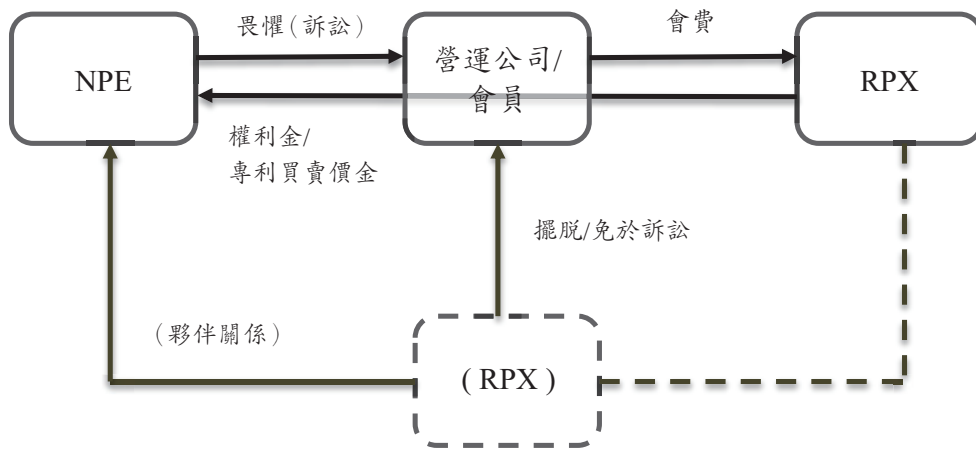 畏懼(訴訟)
會費
NPE
營運公司/
會員
RPX
權利金/
專利買賣價金
擺脫/免於訴訟
(夥伴關係)
( RPX )